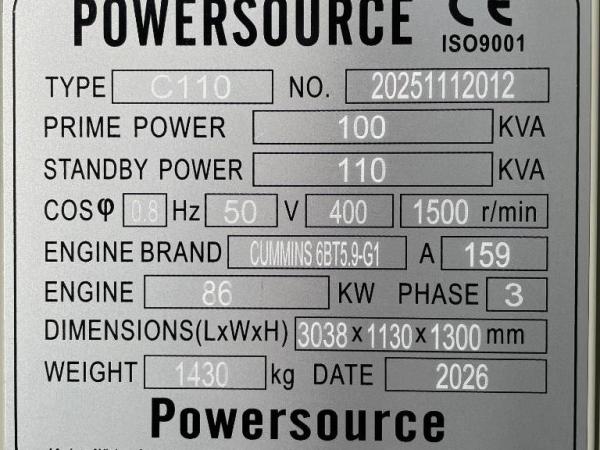 POWERSOURCE CE
ISO9001
TYPE C110 NO. 20251112012
PRIME POWER 100 KVA
STANDBY POWER 110 KVA
COSφ 0.8 Hz 50 V 400 1500 r/min
ENGINE BRAND CUMMINS 6BT5.9-G1 A 159
ENGINE 86 KW PHASE 3
DIMENSIONS(LxWxH) 3038 x 1130 x 1300 mm
WEIGHT 1430 kg DATE 2026
Powersource